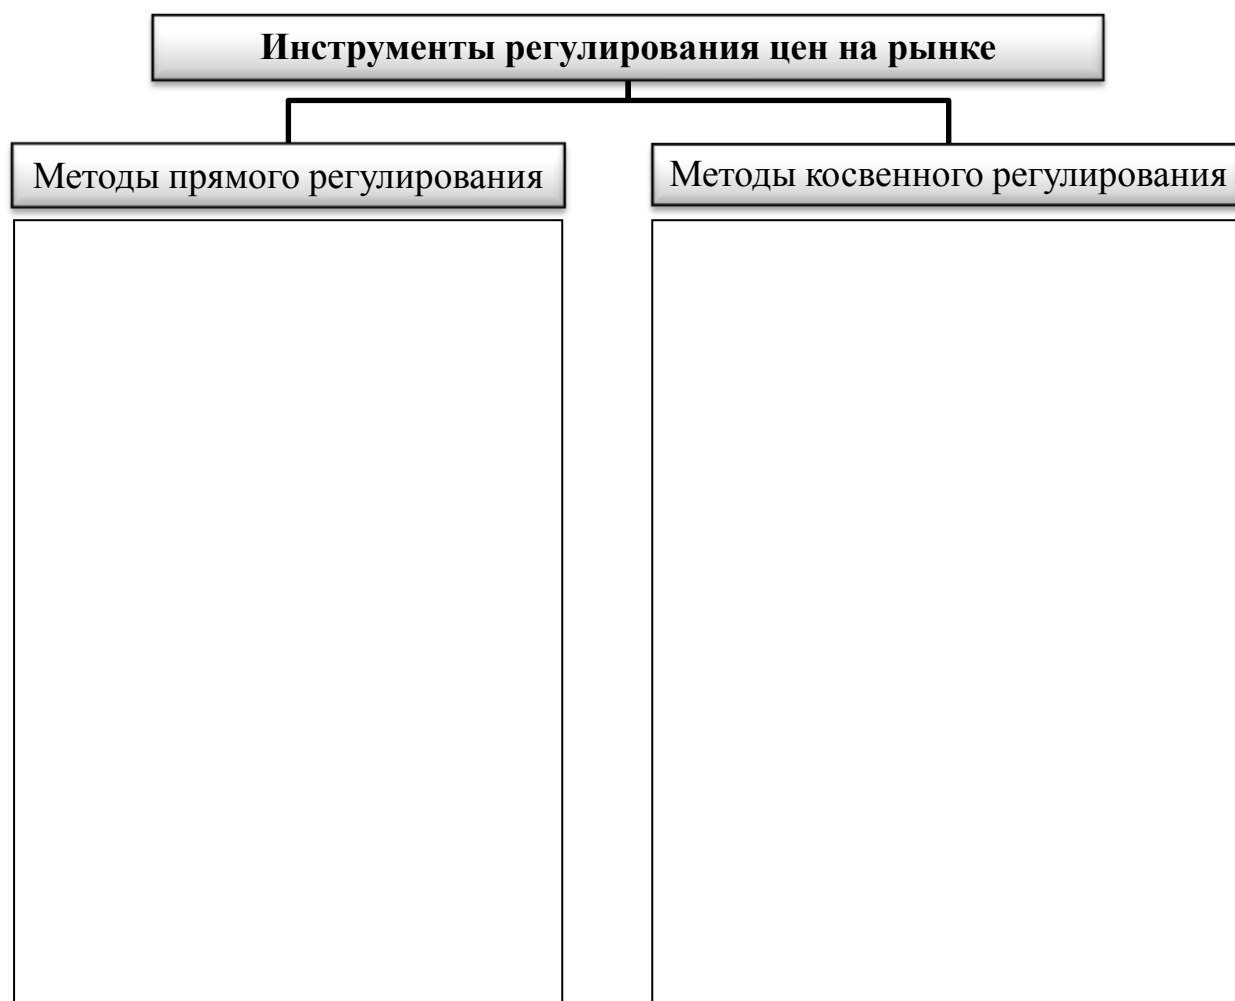 Инструменты регулирования цен на рынке
Методы прямого регулирования
Методы косвенного регулирования